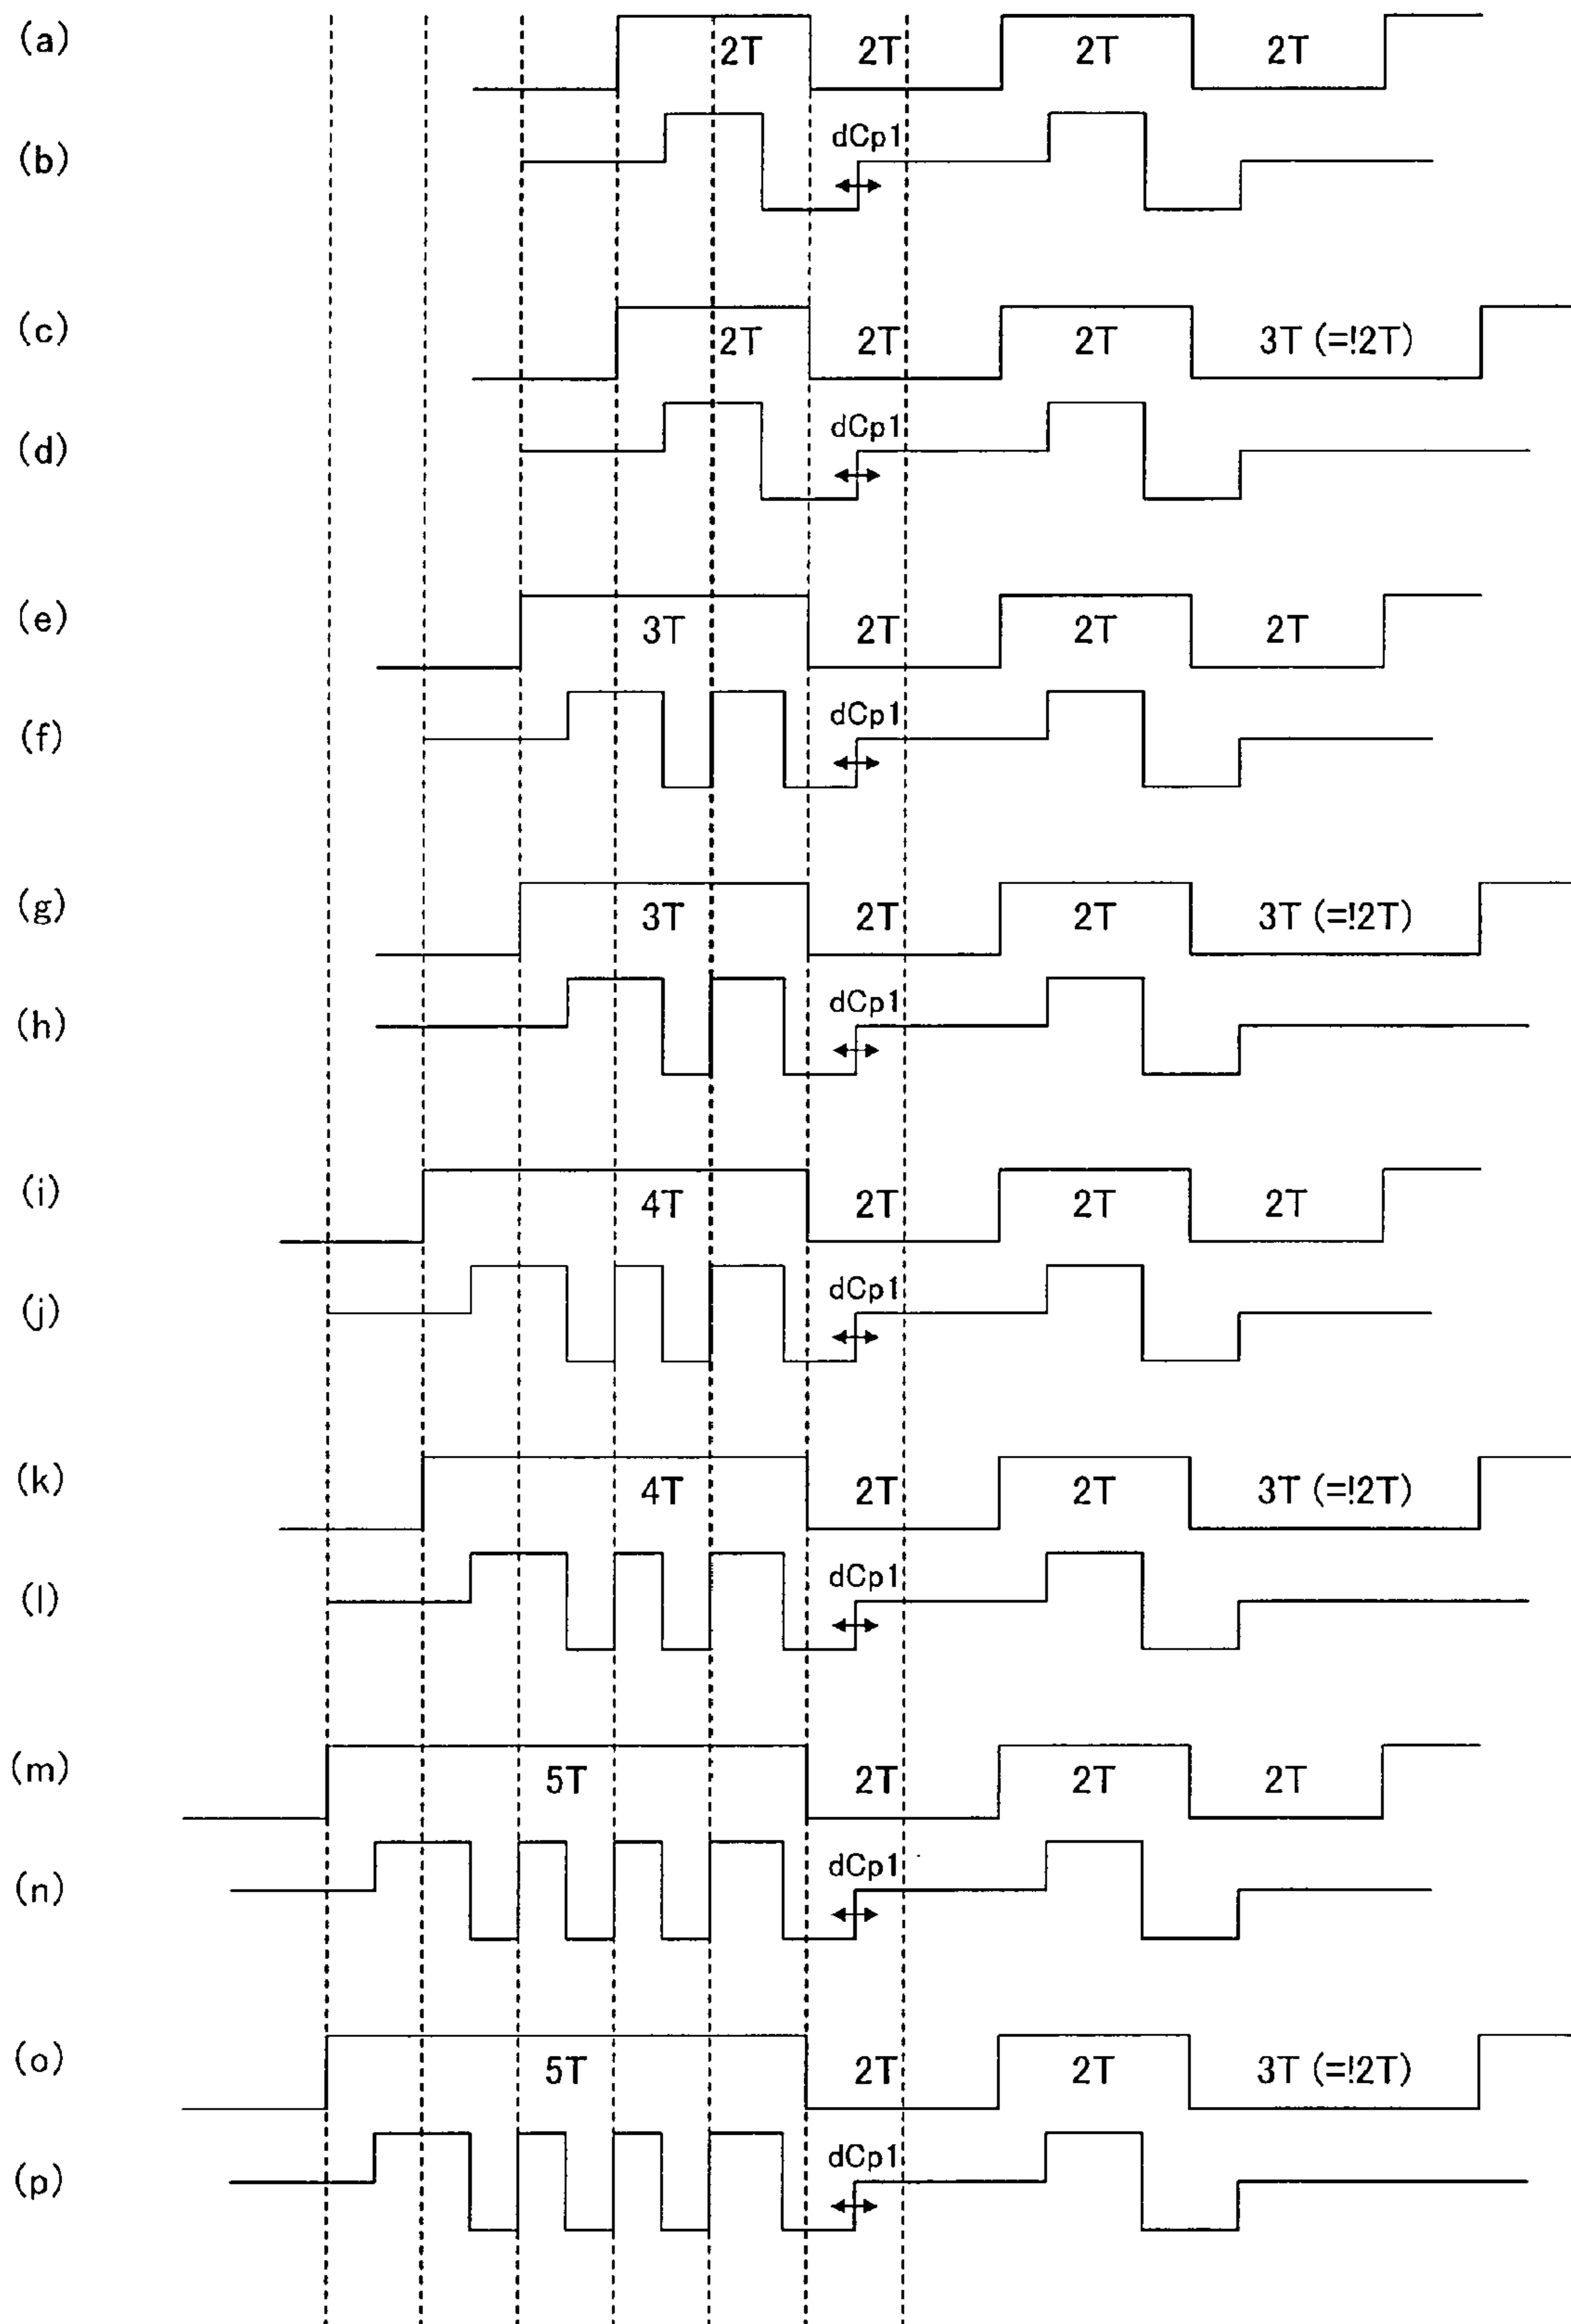 (a) 2T 2T 2T 2T
(b) dCp1
(c) 2T 2T 2T 3T (=!2T)
(d) dCp1
(e) 3T 2T 2T 2T
(f) dCp1
(g) 3T 2T 2T 3T (=!2T)
(h) dCp1
(i) 4T 2T 2T 2T
(j) dCp1
(k) 4T 2T 2T 3T (=!2T)
(l) dCp1
(m) 5T 2T 2T 2T
(n) dCp1
(o) 5T 2T 2T 3T (=!2T)
(p) dCp1